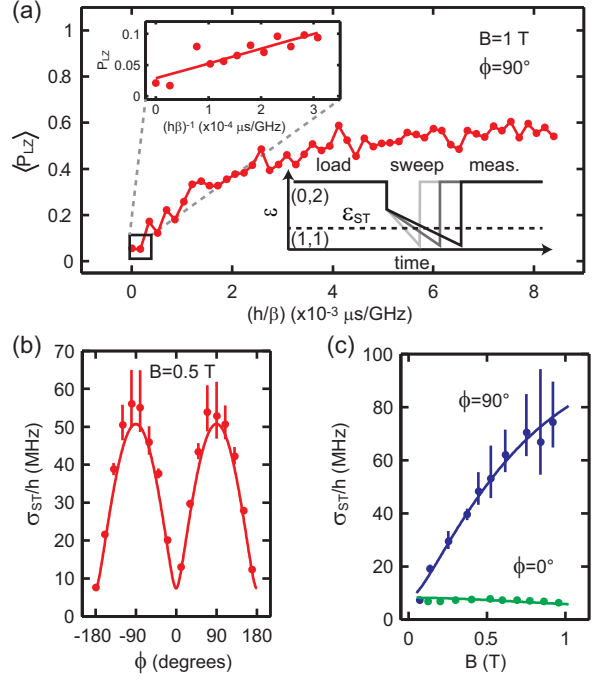 (a)
1
0.8
0.6
0.4
0.2
0
⟨P_LZ⟩
0.1
0.05
0
P_LZ
0 1 2 3
(hβ)⁻¹ (x10⁻⁴ μs/GHz)
B=1 T
ϕ=90°
load sweep meas.
(0,2)
ε_ST
(1,1)
ε
time
0 2 4 6 8
(h/β) (x10⁻³ μs/GHz)
(b)
B=0.5 T
70
60
50
40
30
20
10
0
σ_ST/h (MHz)
-180 -90 0 90 180
ϕ (degrees)
(c)
100
80
60
40
20
0
σ_ST/h (MHz)
ϕ=90°
ϕ=0°
0 0.5 1
B (T)